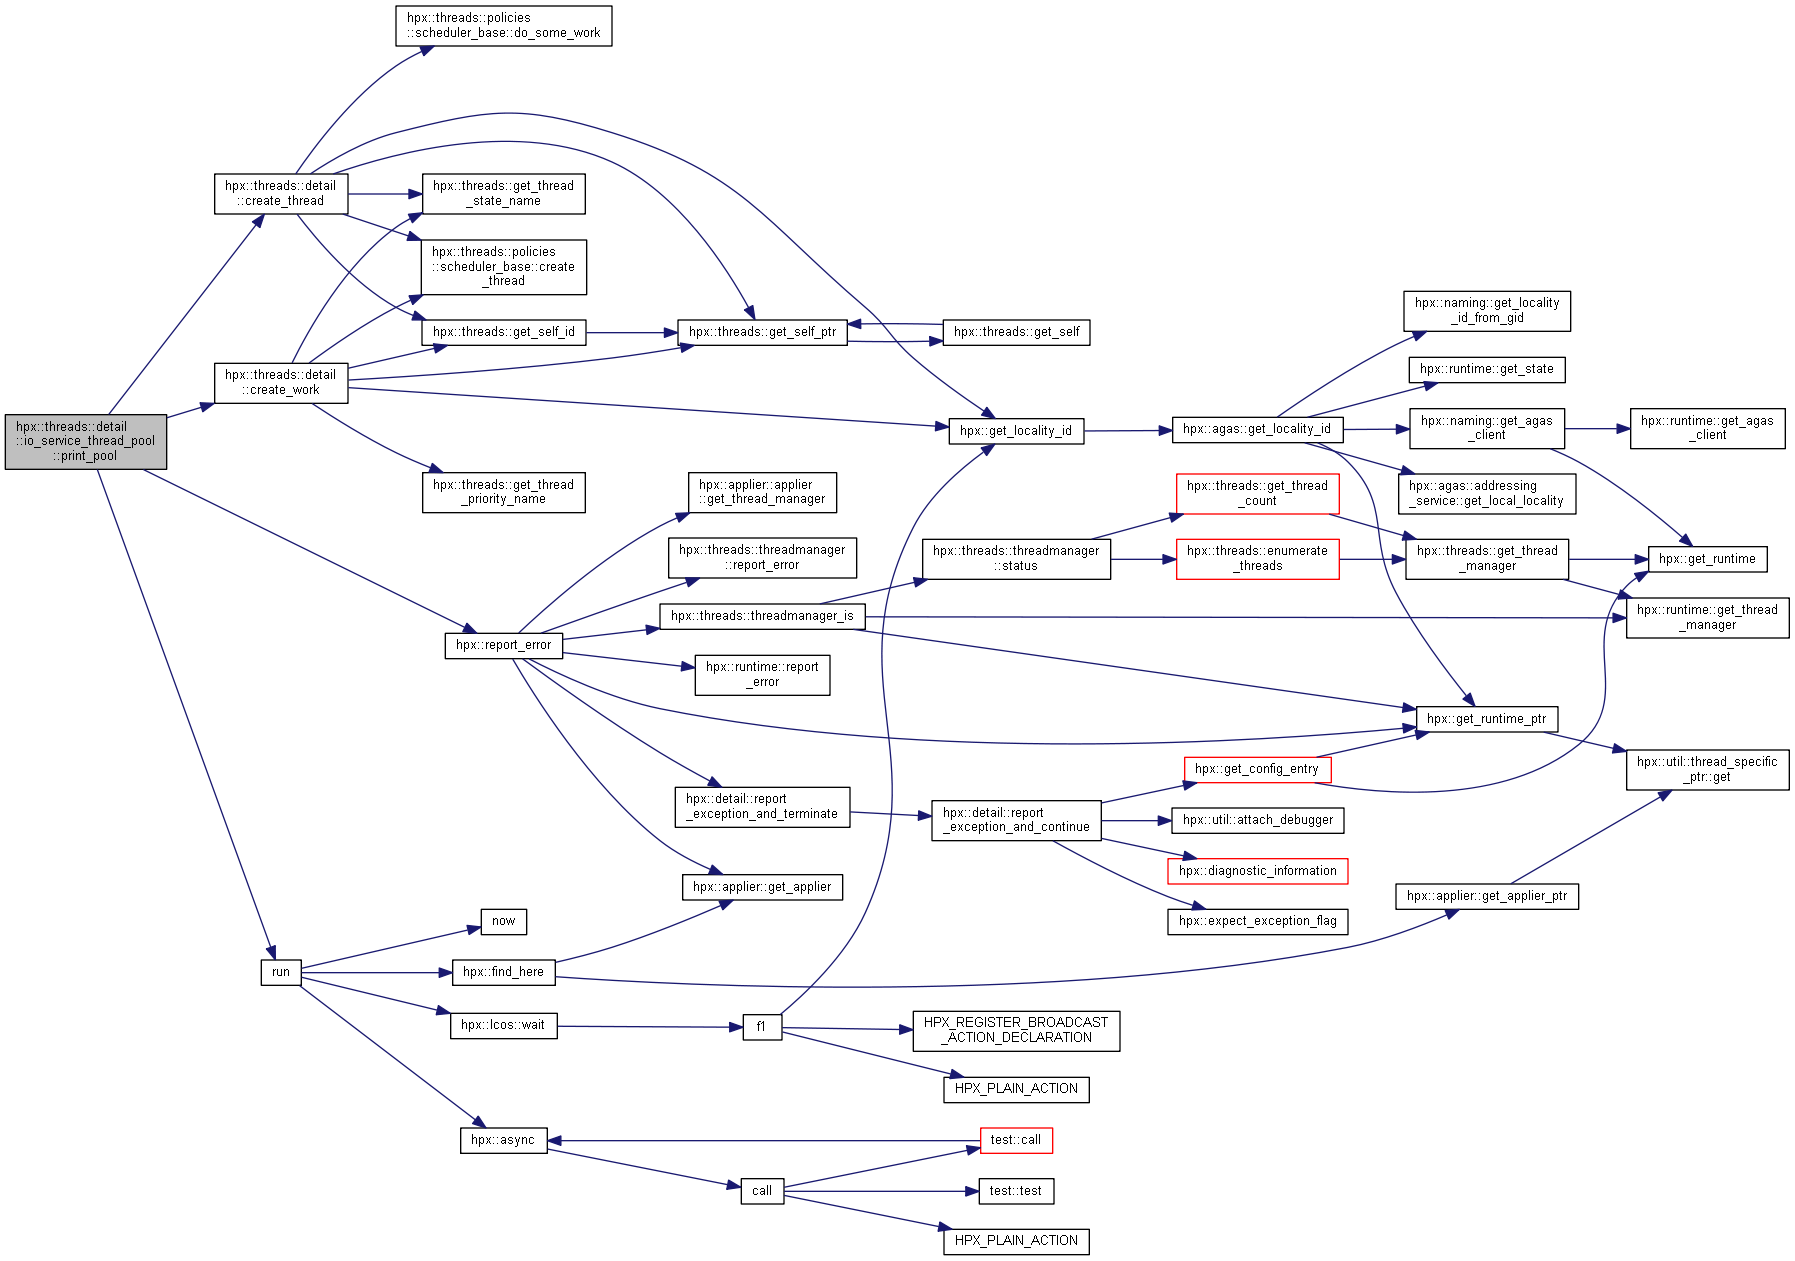 hpx::threads::policies
::scheduler_base::do_some_work
hpx::threads::detail
::create_thread
hpx::threads::get_thread
_state_name
hpx::threads::policies
::scheduler_base::create
_thread
hpx::threads::get_self_id
hpx::threads::get_self_ptr
hpx::threads::get_self
hpx::naming::get_locality
_id_from_gid
hpx::runtime::get_state
hpx::threads::detail
::create_work
hpx::threads::detail
::io_service_thread_pool
::print_pool
hpx::get_locality_id
hpx::agas::get_locality_id
hpx::naming::get_agas
_client
hpx::runtime::get_agas
_client
hpx::threads::get_thread
_priority_name
hpx::applier::applier
::get_thread_manager
hpx::threads::get_thread
_count
hpx::agas::addressing
_service::get_local_locality
hpx::threads::threadmanager
::report_error
hpx::threads::threadmanager
::status
hpx::threads::enumerate
_threads
hpx::threads::get_thread
_manager
hpx::get_runtime
hpx::threads::threadmanager_is
hpx::runtime::get_thread
_manager
hpx::report_error
hpx::runtime::report
_error
hpx::get_runtime_ptr
hpx::get_config_entry
hpx::util::thread_specific
_ptr::get
hpx::detail::report
_exception_and_terminate
hpx::detail::report
_exception_and_continue
hpx::util::attach_debugger
hpx::diagnostic_information
hpx::applier::get_applier
hpx::applier::get_applier_ptr
hpx::expect_exception_flag
now
run
hpx::find_here
hpx::lcos::wait
f1
HPX_REGISTER_BROADCAST
_ACTION_DECLARATION
HPX_PLAIN_ACTION
hpx::async
test::call
call
test::test
HPX_PLAIN_ACTION